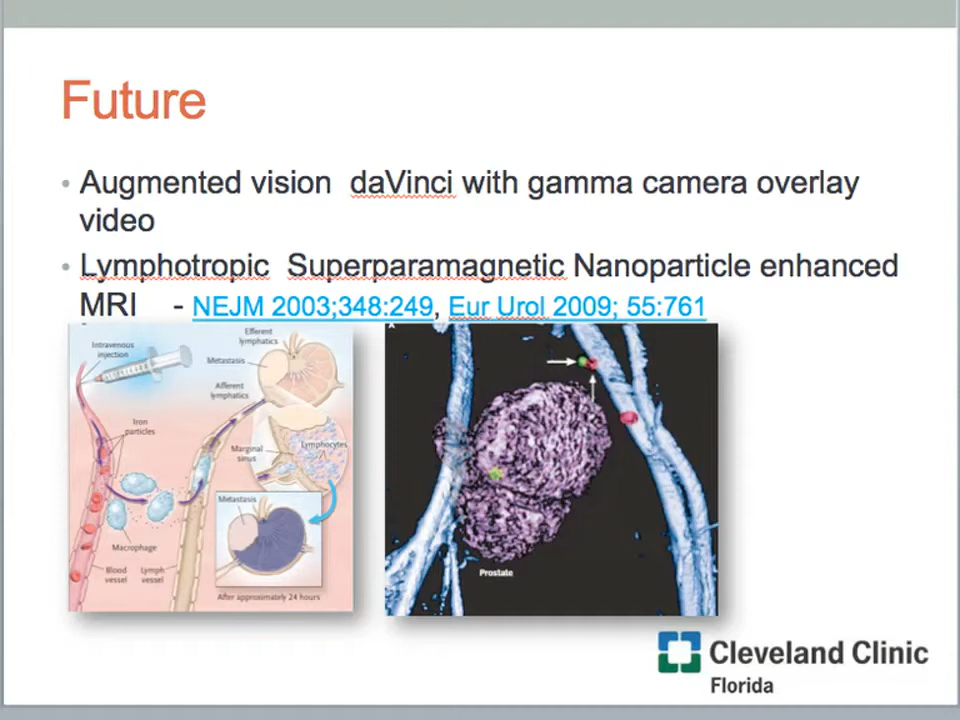 Future
• Augmented vision daVinci with gamma camera overlay
video
• Lymphotropic Superparamagnetic Nanoparticle enhanced
MRI - NEJM 2003;348:249, Eur Urol 2009; 55:761
Intravenous
injection
Efferent
lymphatics
Metastasis
Afferent
lymphatics
Iron
particles
Marginal
sinus
Lymphocytes
Metastasis
Macrophage
Blood
vessel
Lymph
vessel
After approximately 24 hours
A
Prostate
Cleveland Clinic
Florida